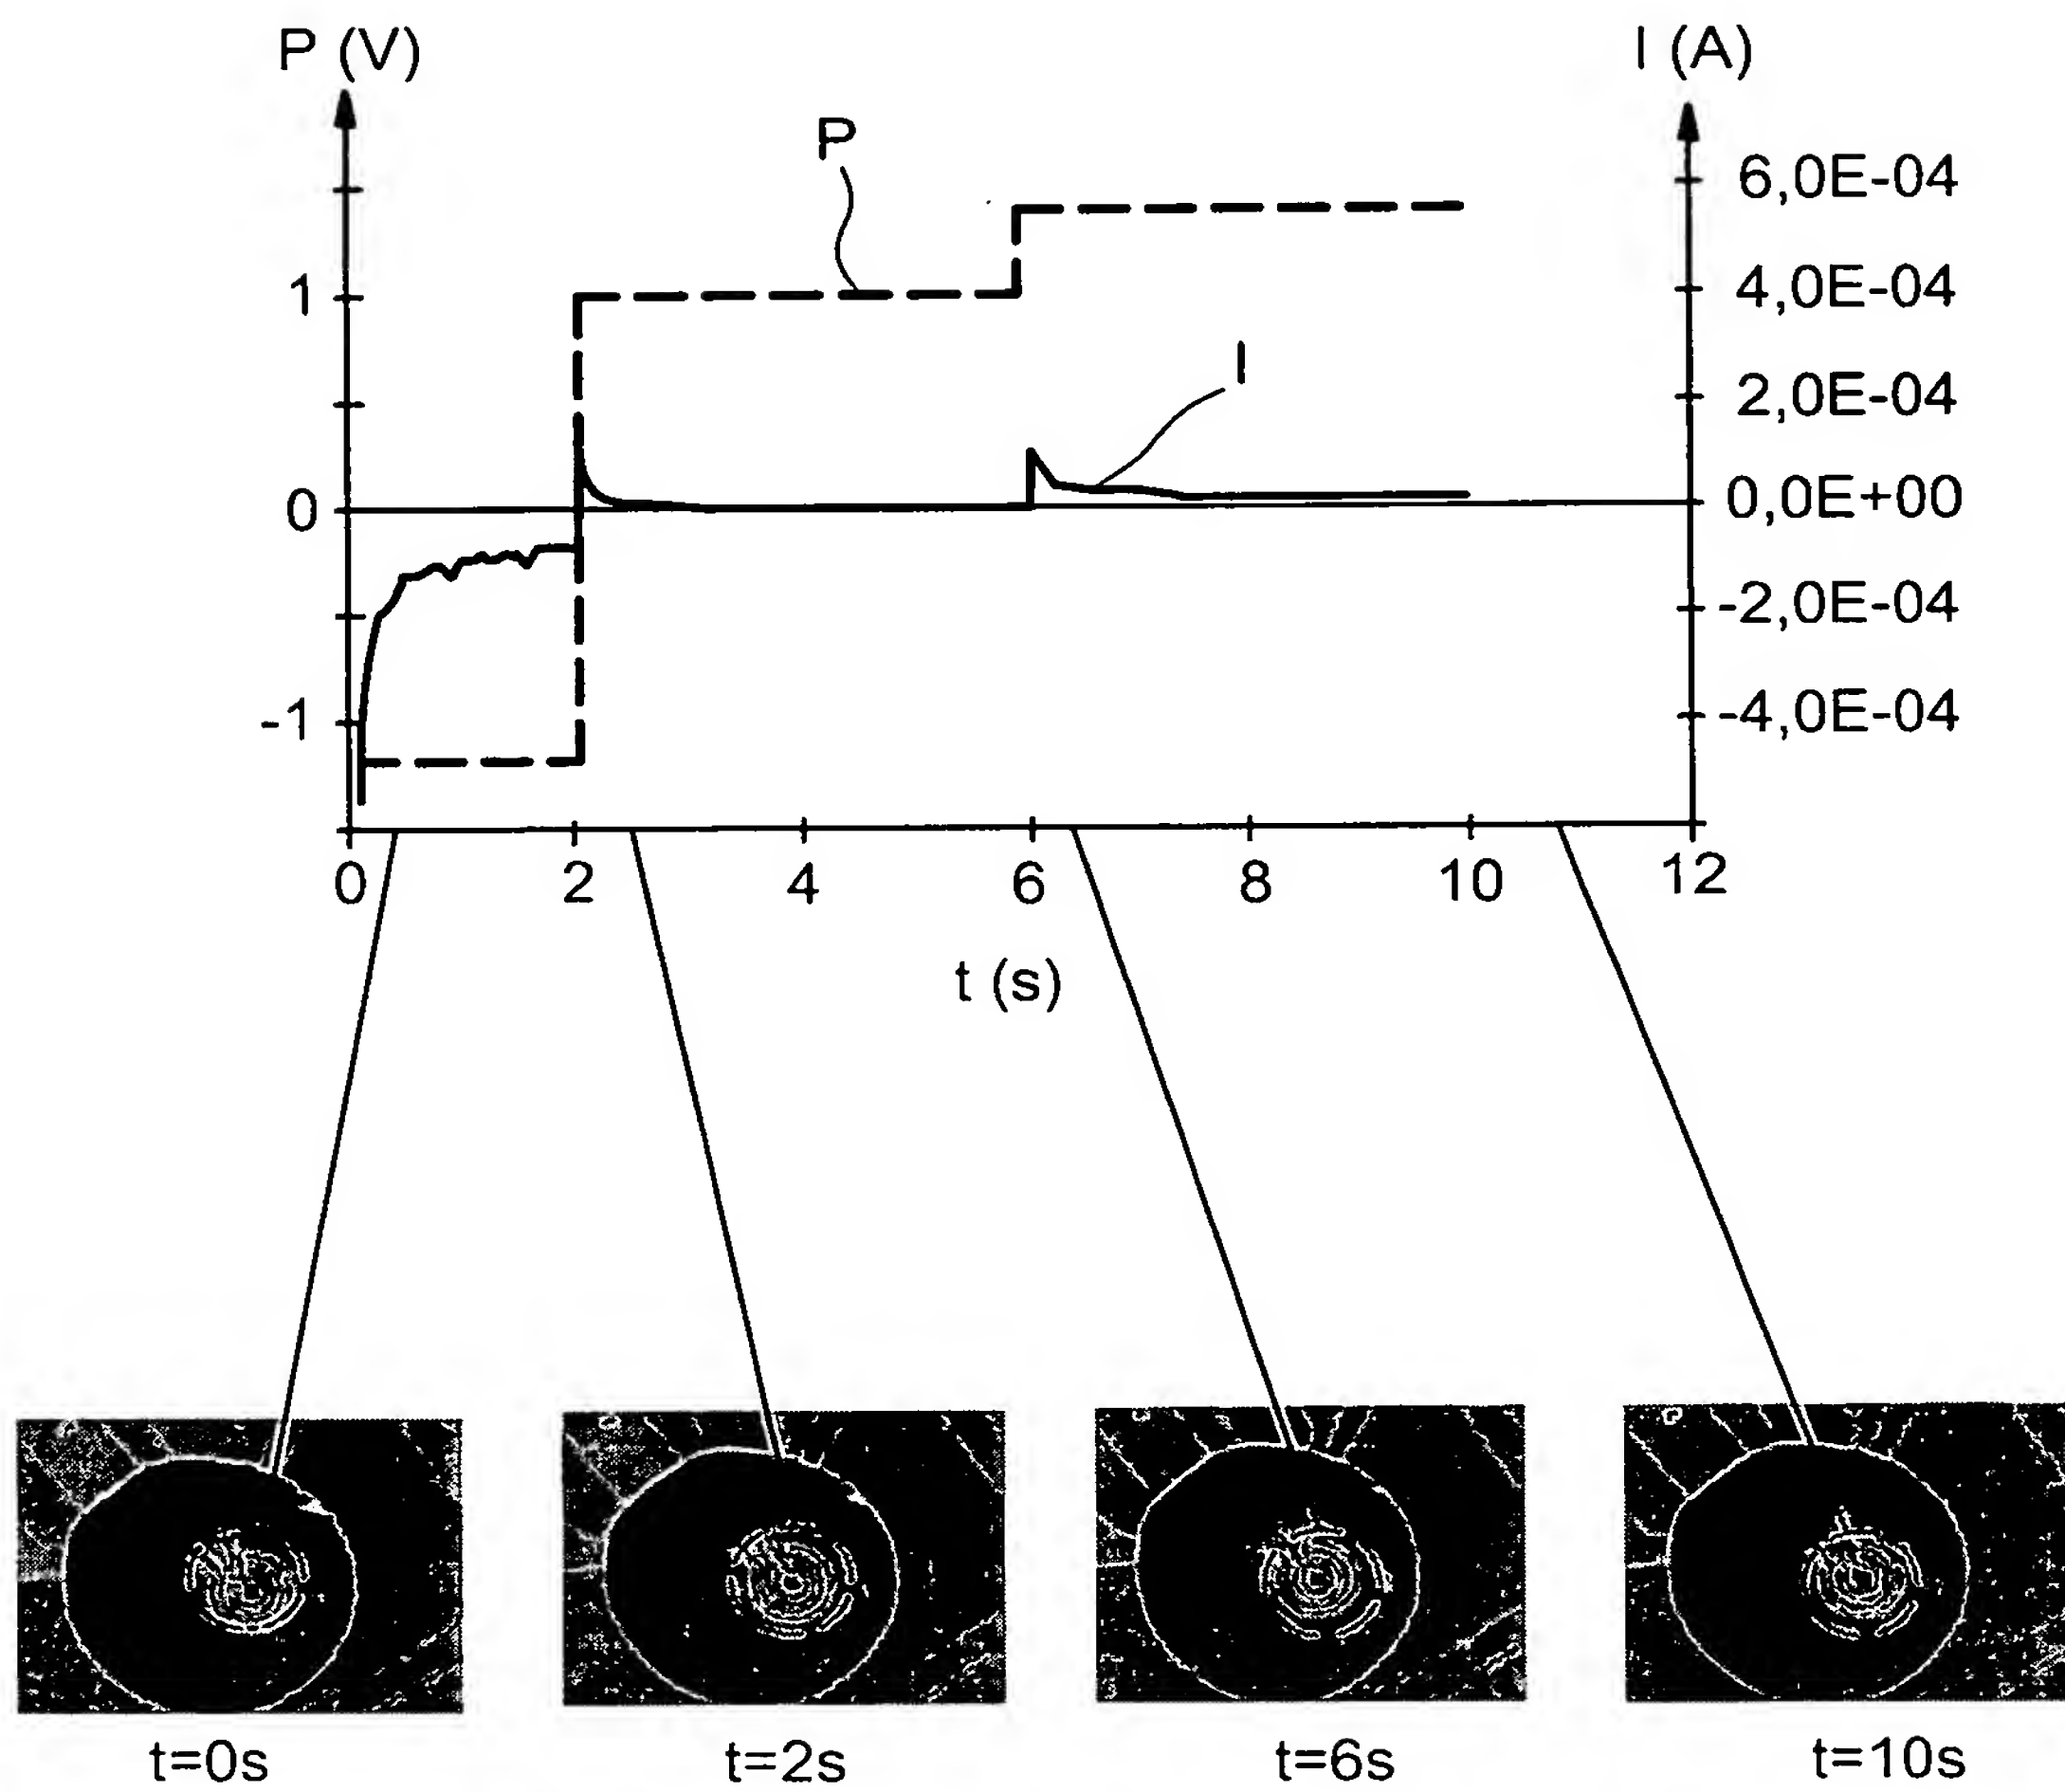 P (V)
I (A)
P
6,0E-04
1
4,0E-04
I
2,0E-04
0
0,0E+00
-2,0E-04
-1
-4,0E-04
0 2 4 6 8 10 12
t (s)
t=0s t=2s t=6s t=10s